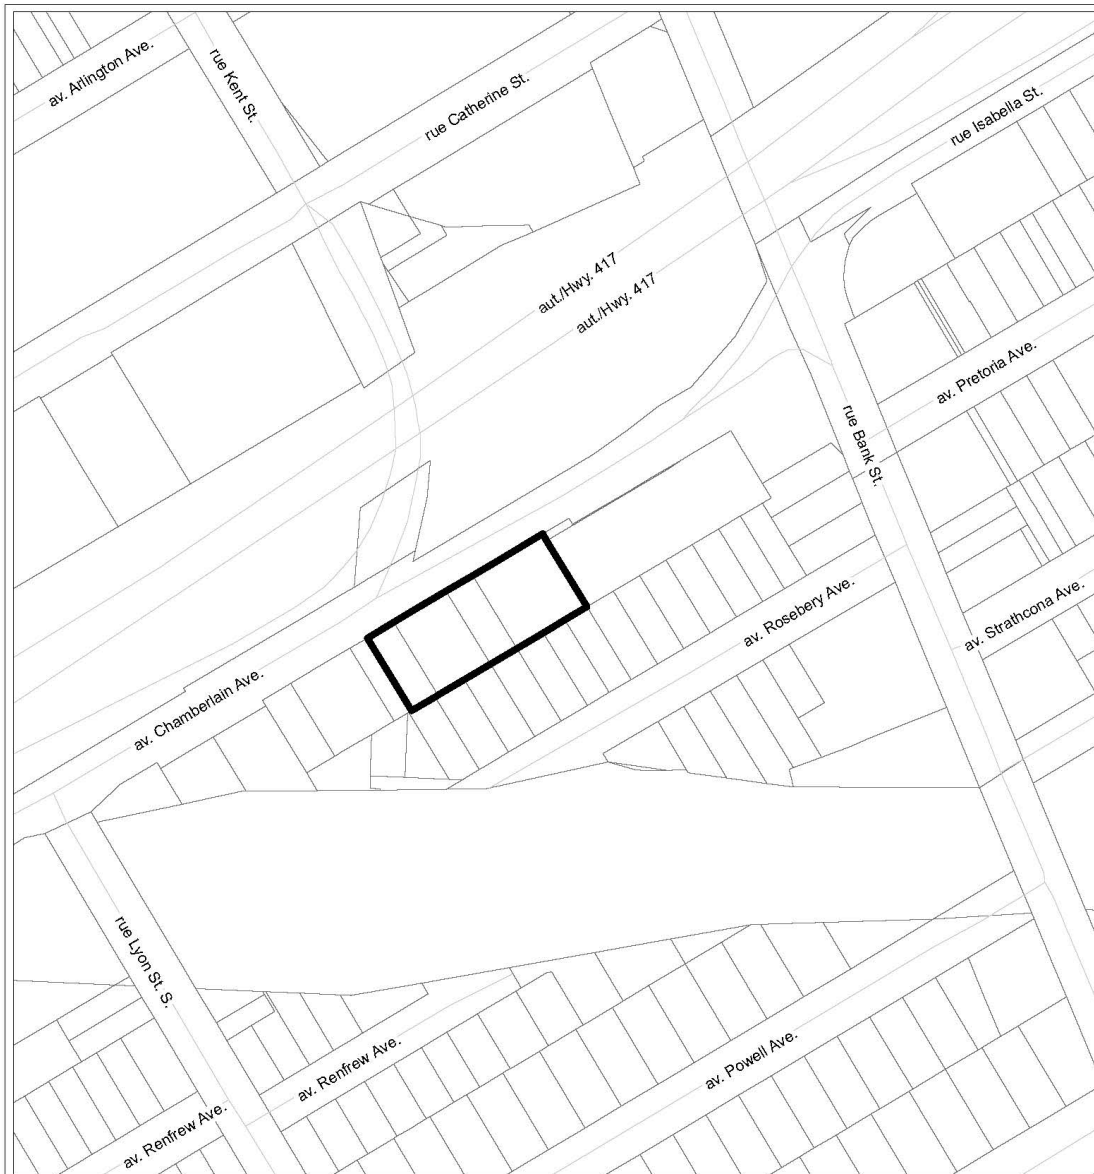 av. Arlington Ave.
rue Kent St.
rue Catherine St.
rue Isabella St.
aut./Hwy. 417
aut./Hwy. 417
av. Pretoria Ave.
rue Bank St.
av. Rosebery Ave.
av. Strathcona Ave.
av. Chamberlain Ave.
rue Lyon St. S.
av. Renfrew Ave.
av. Powell Ave.
av. Renfrew Ave.